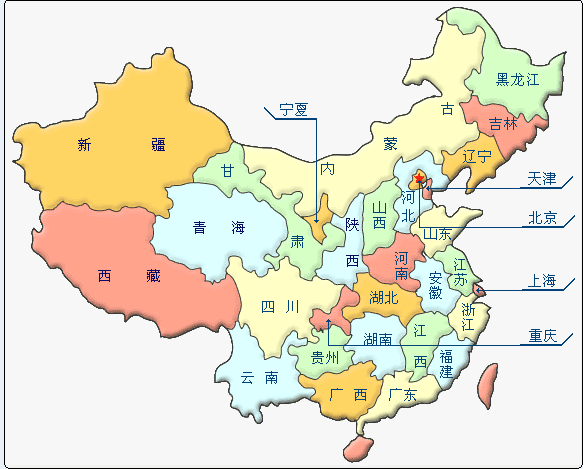 黑龙江
吉林
辽宁
内 蒙 古
宁夏
新 疆
甘 肃
天津
河北
山西
北京
青 海
陕西
山东
河南
西 藏
江苏
安徽
上海
湖北
四 川
浙江
重庆
湖南
江西
贵州
福建
云 南
广 西
广东